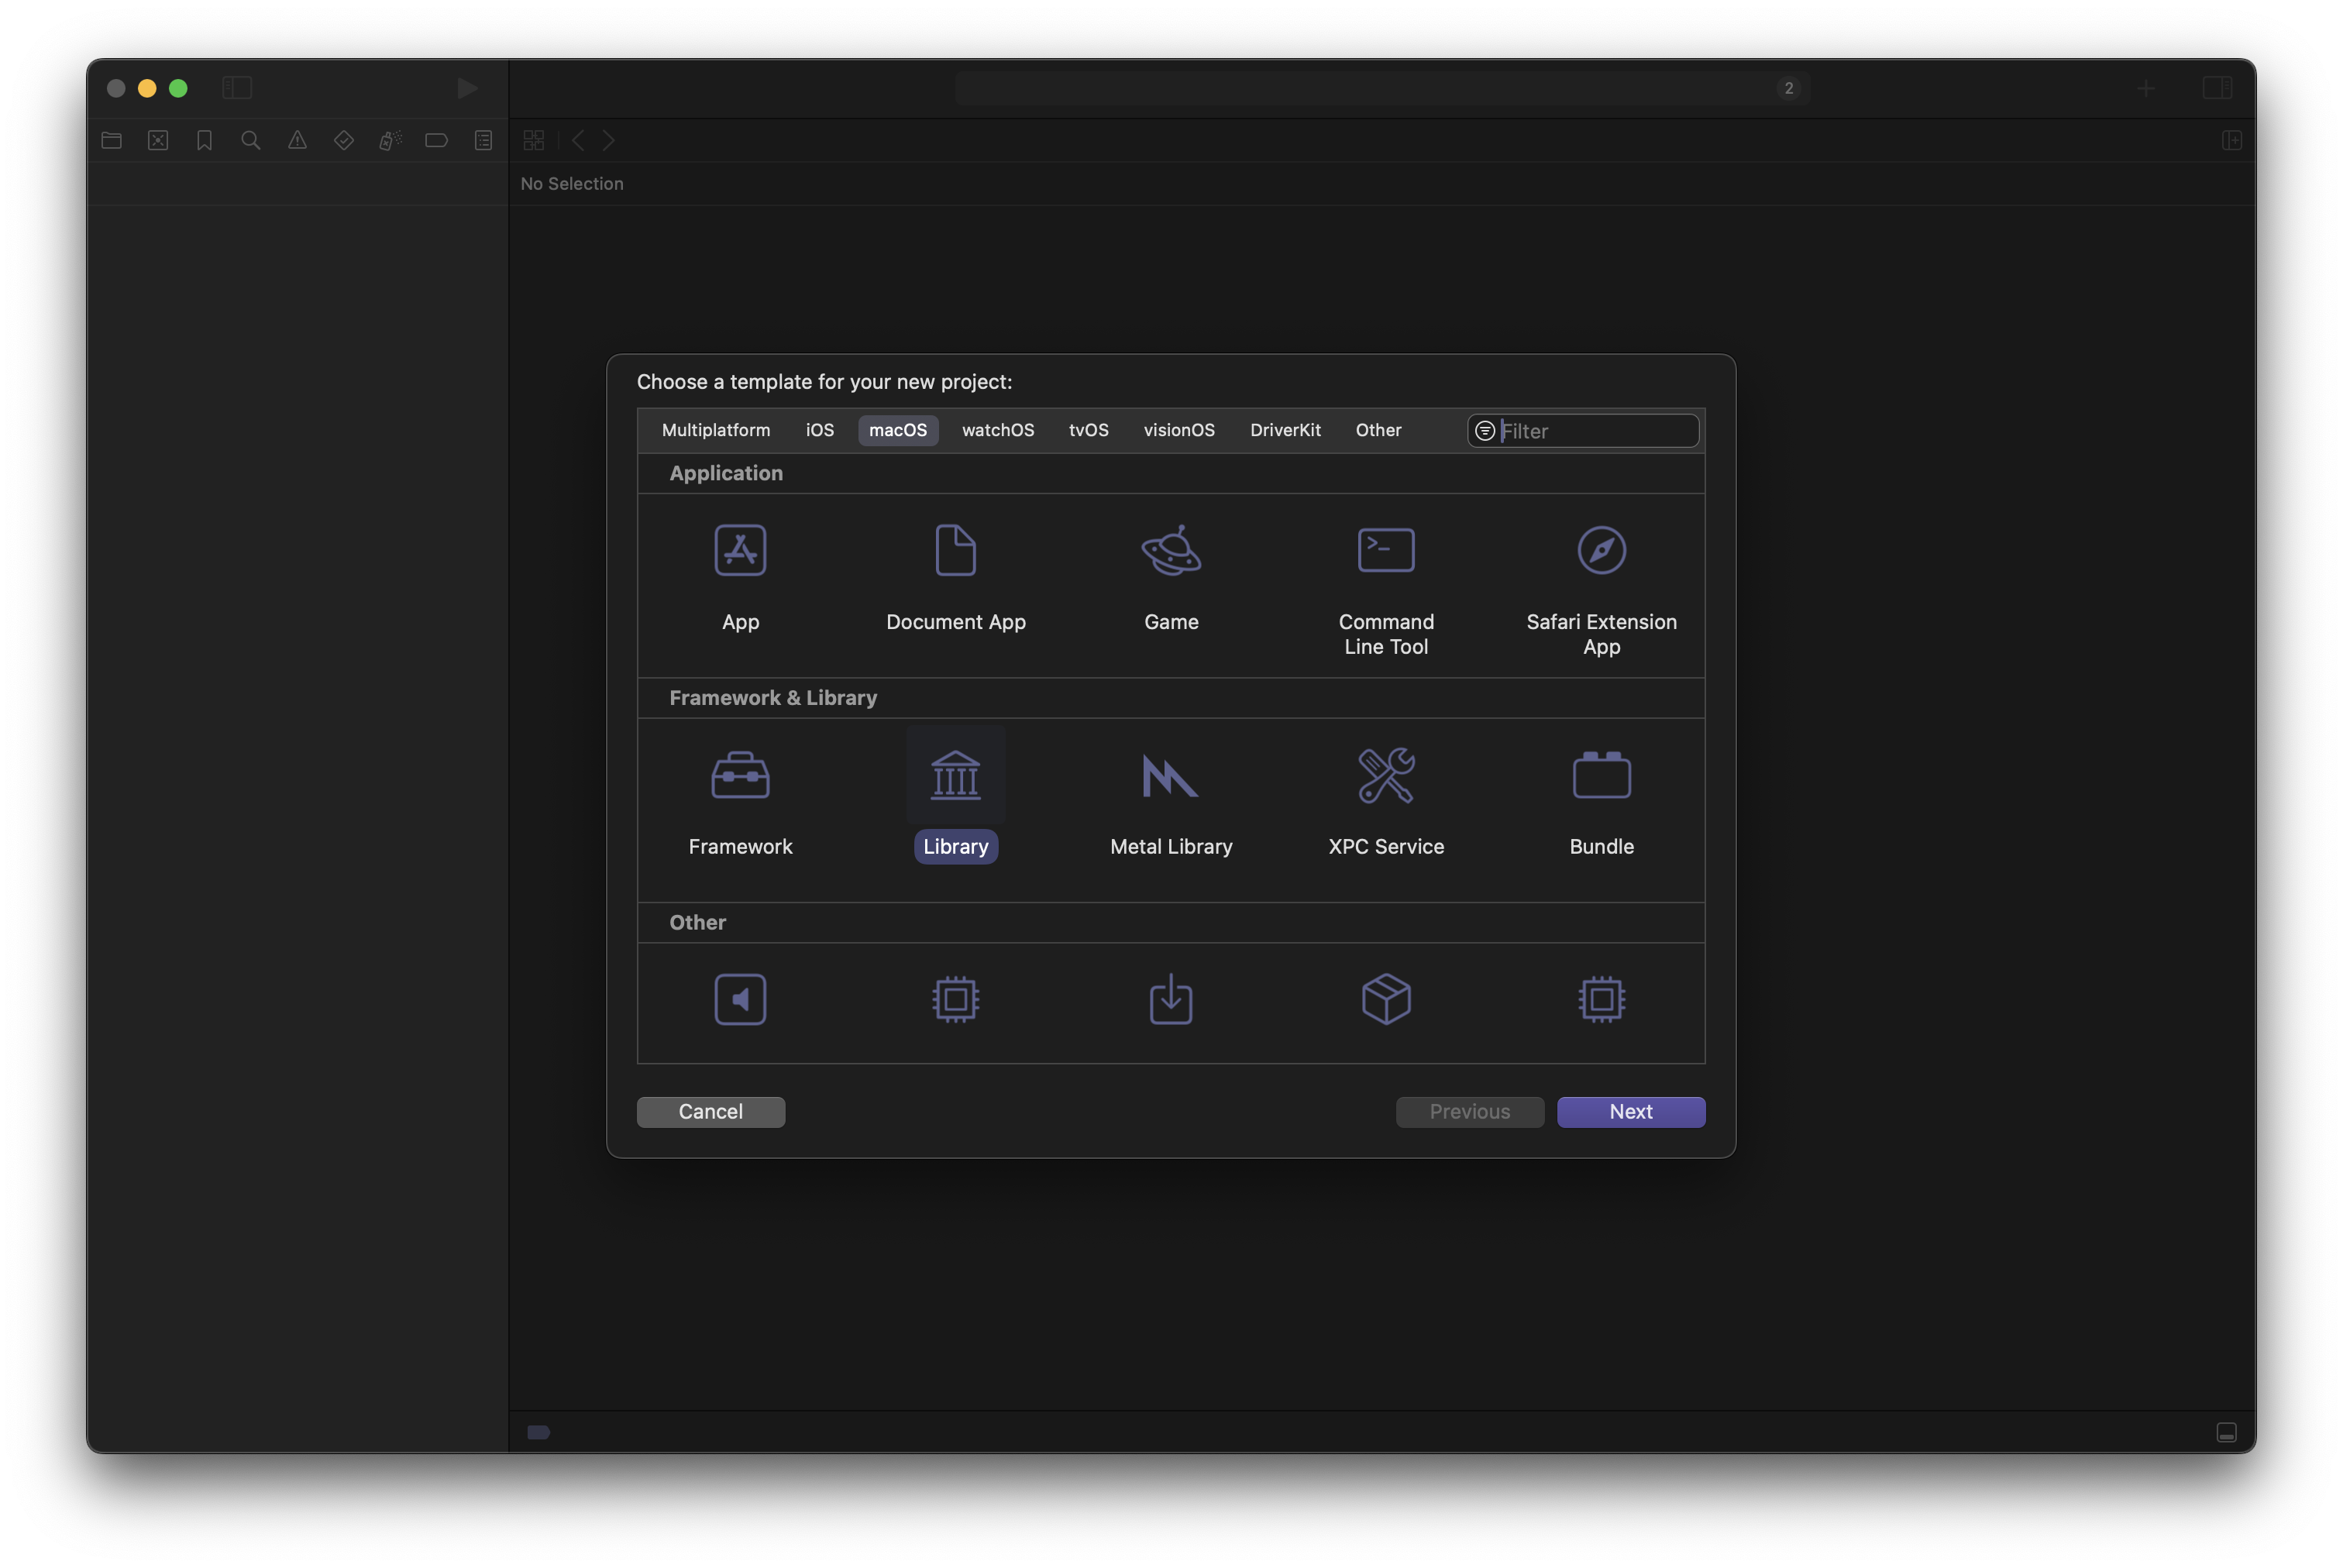 2
No Selection
Choose a template for your new project:
Multiplatform iOS macOS watchOS tvOS visionOS DriverKit Other Filter
Application
App Document App Game Command Safari Extension
Line Tool App
Framework & Library
Framework Library Metal Library XPC Service Bundle
Other
Cancel Previous Next